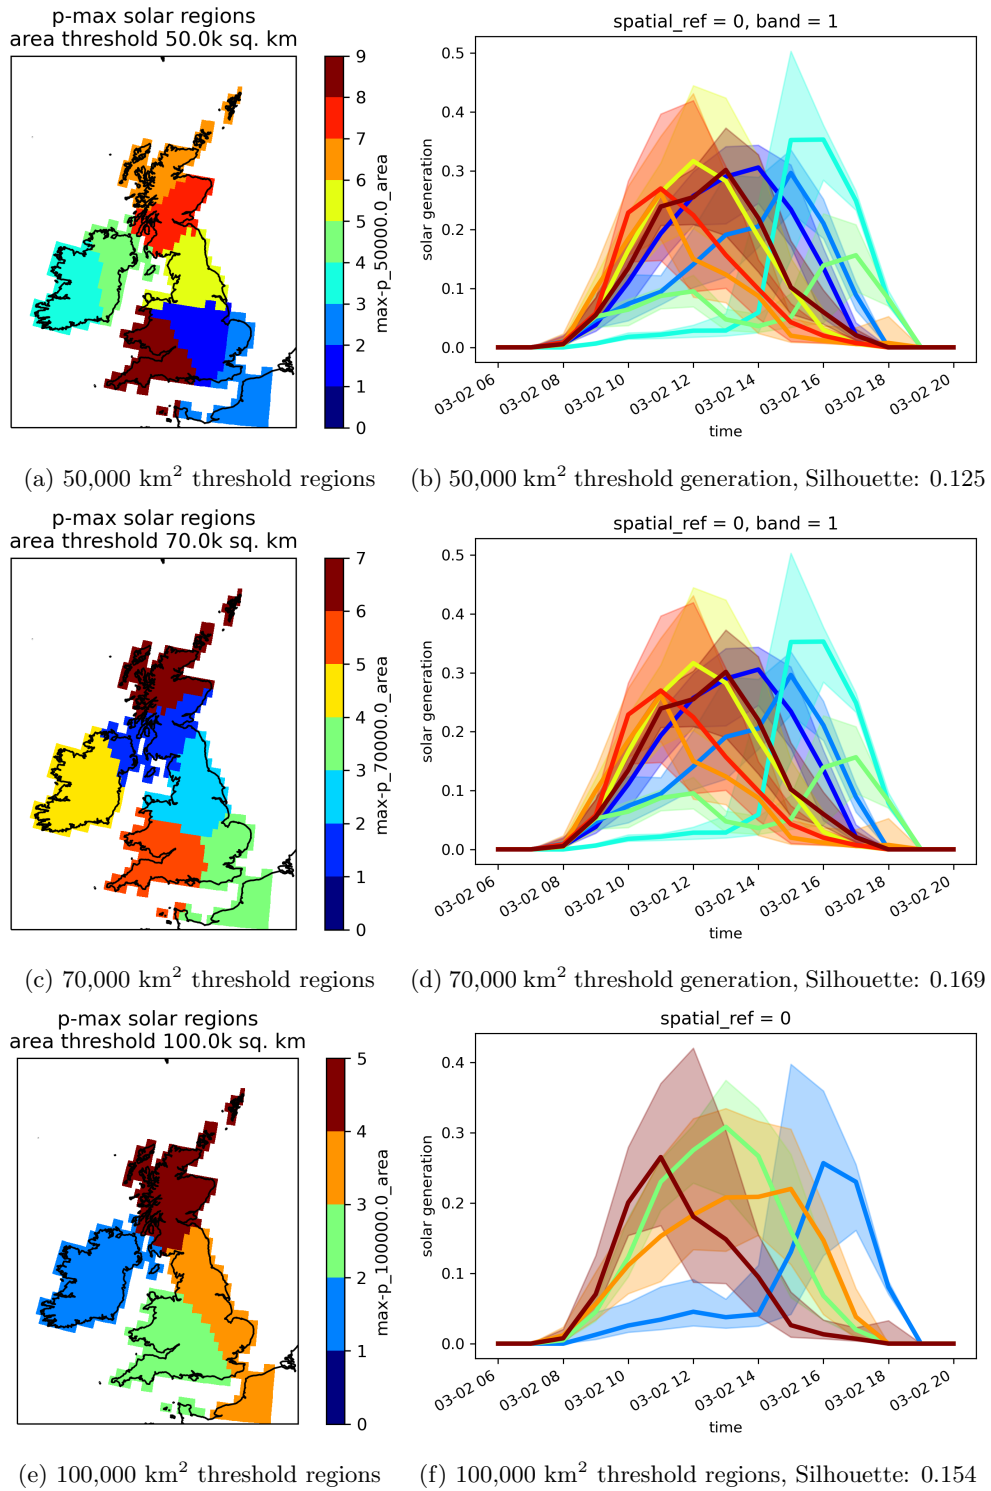 p-max solar regions
area threshold 50.0k sq. km
9
8
7
6
5
4
3
2
1
0
max-p_50000.0_area
spatial_ref = 0, band = 1
0.5
0.4
0.3
0.2
0.1
0.0
solar generation
03-02 06
03-02 08
03-02 10
03-02 12
03-02 14
03-02 16
03-02 18
03-02 20
time
(a) 50,000 km² threshold regions
(b) 50,000 km² threshold generation, Silhouette: 0.125
p-max solar regions
area threshold 70.0k sq. km
7
6
5
4
3
2
1
0
max-p_70000.0_area
spatial_ref = 0, band = 1
0.5
0.4
0.3
0.2
0.1
0.0
solar generation
03-02 06
03-02 08
03-02 10
03-02 12
03-02 14
03-02 16
03-02 18
03-02 20
time
(c) 70,000 km² threshold regions
(d) 70,000 km² threshold generation, Silhouette: 0.169
p-max solar regions
area threshold 100.0k sq. km
5
4
3
2
1
0
max-p_100000.0_area
spatial_ref = 0
0.4
0.3
0.2
0.1
0.0
solar generation
03-02 06
03-02 08
03-02 10
03-02 12
03-02 14
03-02 16
03-02 18
03-02 20
time
(e) 100,000 km² threshold regions
(f) 100,000 km² threshold regions, Silhouette: 0.154